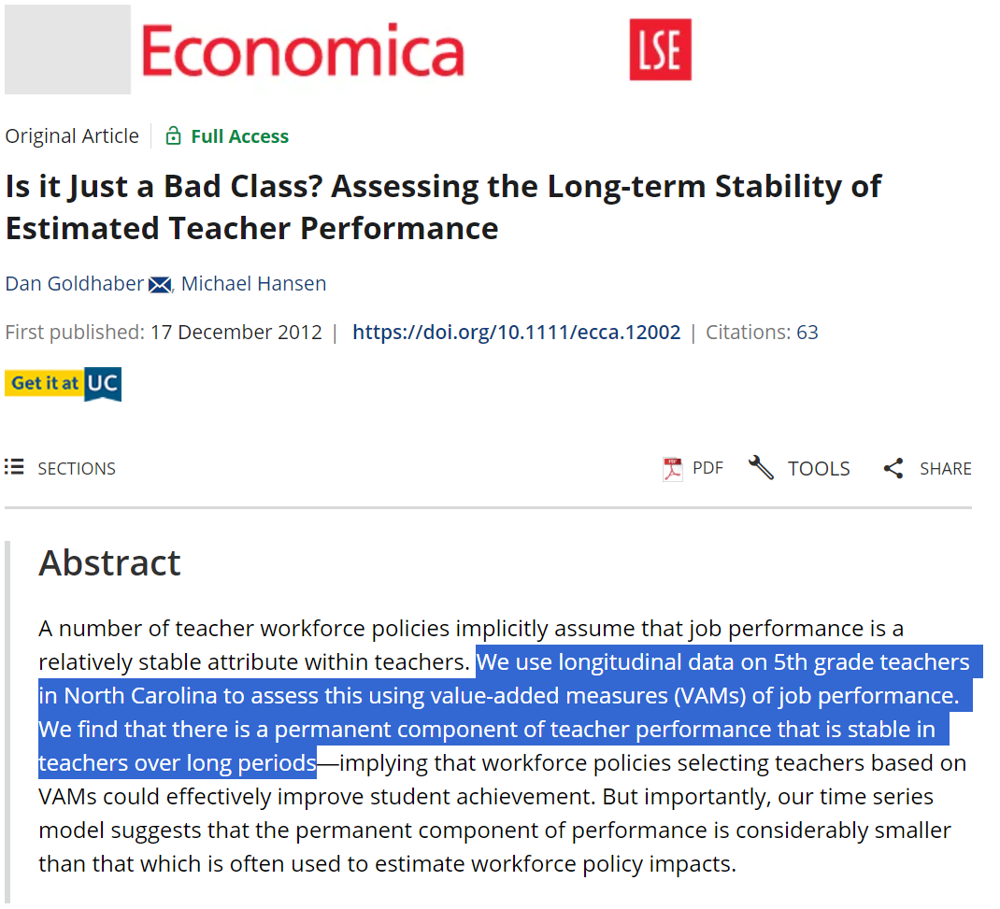 Economica
LSE
Original Article
Full Access
Is it Just a Bad Class? Assessing the Long-term Stability of
Estimated Teacher Performance
Dan Goldhaber, Michael Hansen
First published: 17 December 2012 | https://doi.org/10.1111/ecca.12002 | Citations: 63
Get it at UC
SECTIONS
PDF
TOOLS
SHARE
Abstract
A number of teacher workforce policies implicitly assume that job performance is a
relatively stable attribute within teachers. We use longitudinal data on 5th grade teachers
in North Carolina to assess this using value-added measures (VAMs) of job performance.
We find that there is a permanent component of teacher performance that is stable in
teachers over long periods—implying that workforce policies selecting teachers based on
VAMs could effectively improve student achievement. But importantly, our time series
model suggests that the permanent component of performance is considerably smaller
than that which is often used to estimate workforce policy impacts.